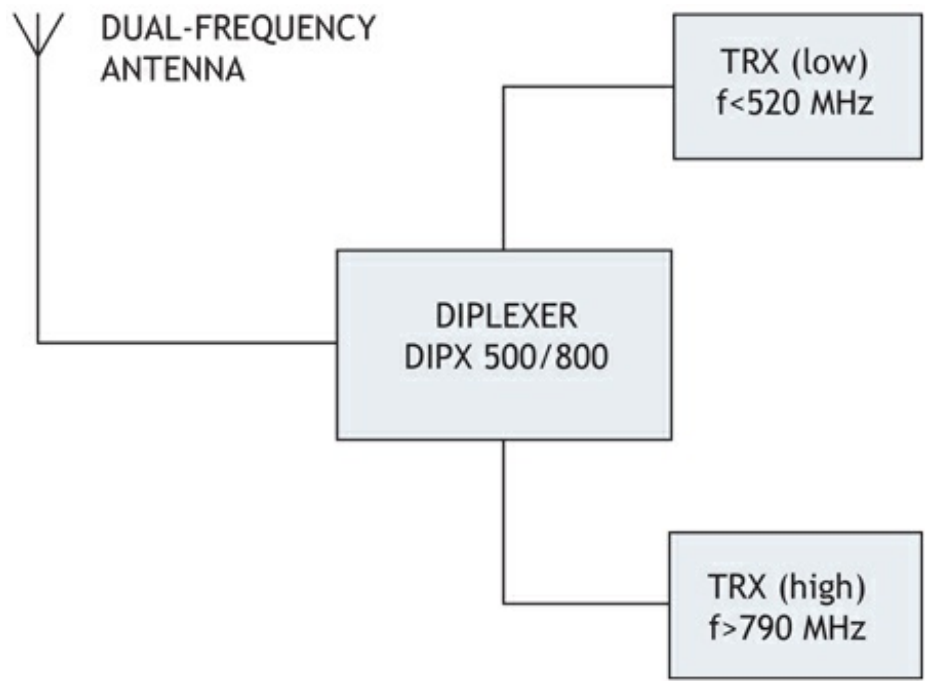 DUAL-FREQUENCY
ANTENNA
TRX (low)
f<520 MHz
DIPLEXER
DIPX 500/800
TRX (high)
f>790 MHz